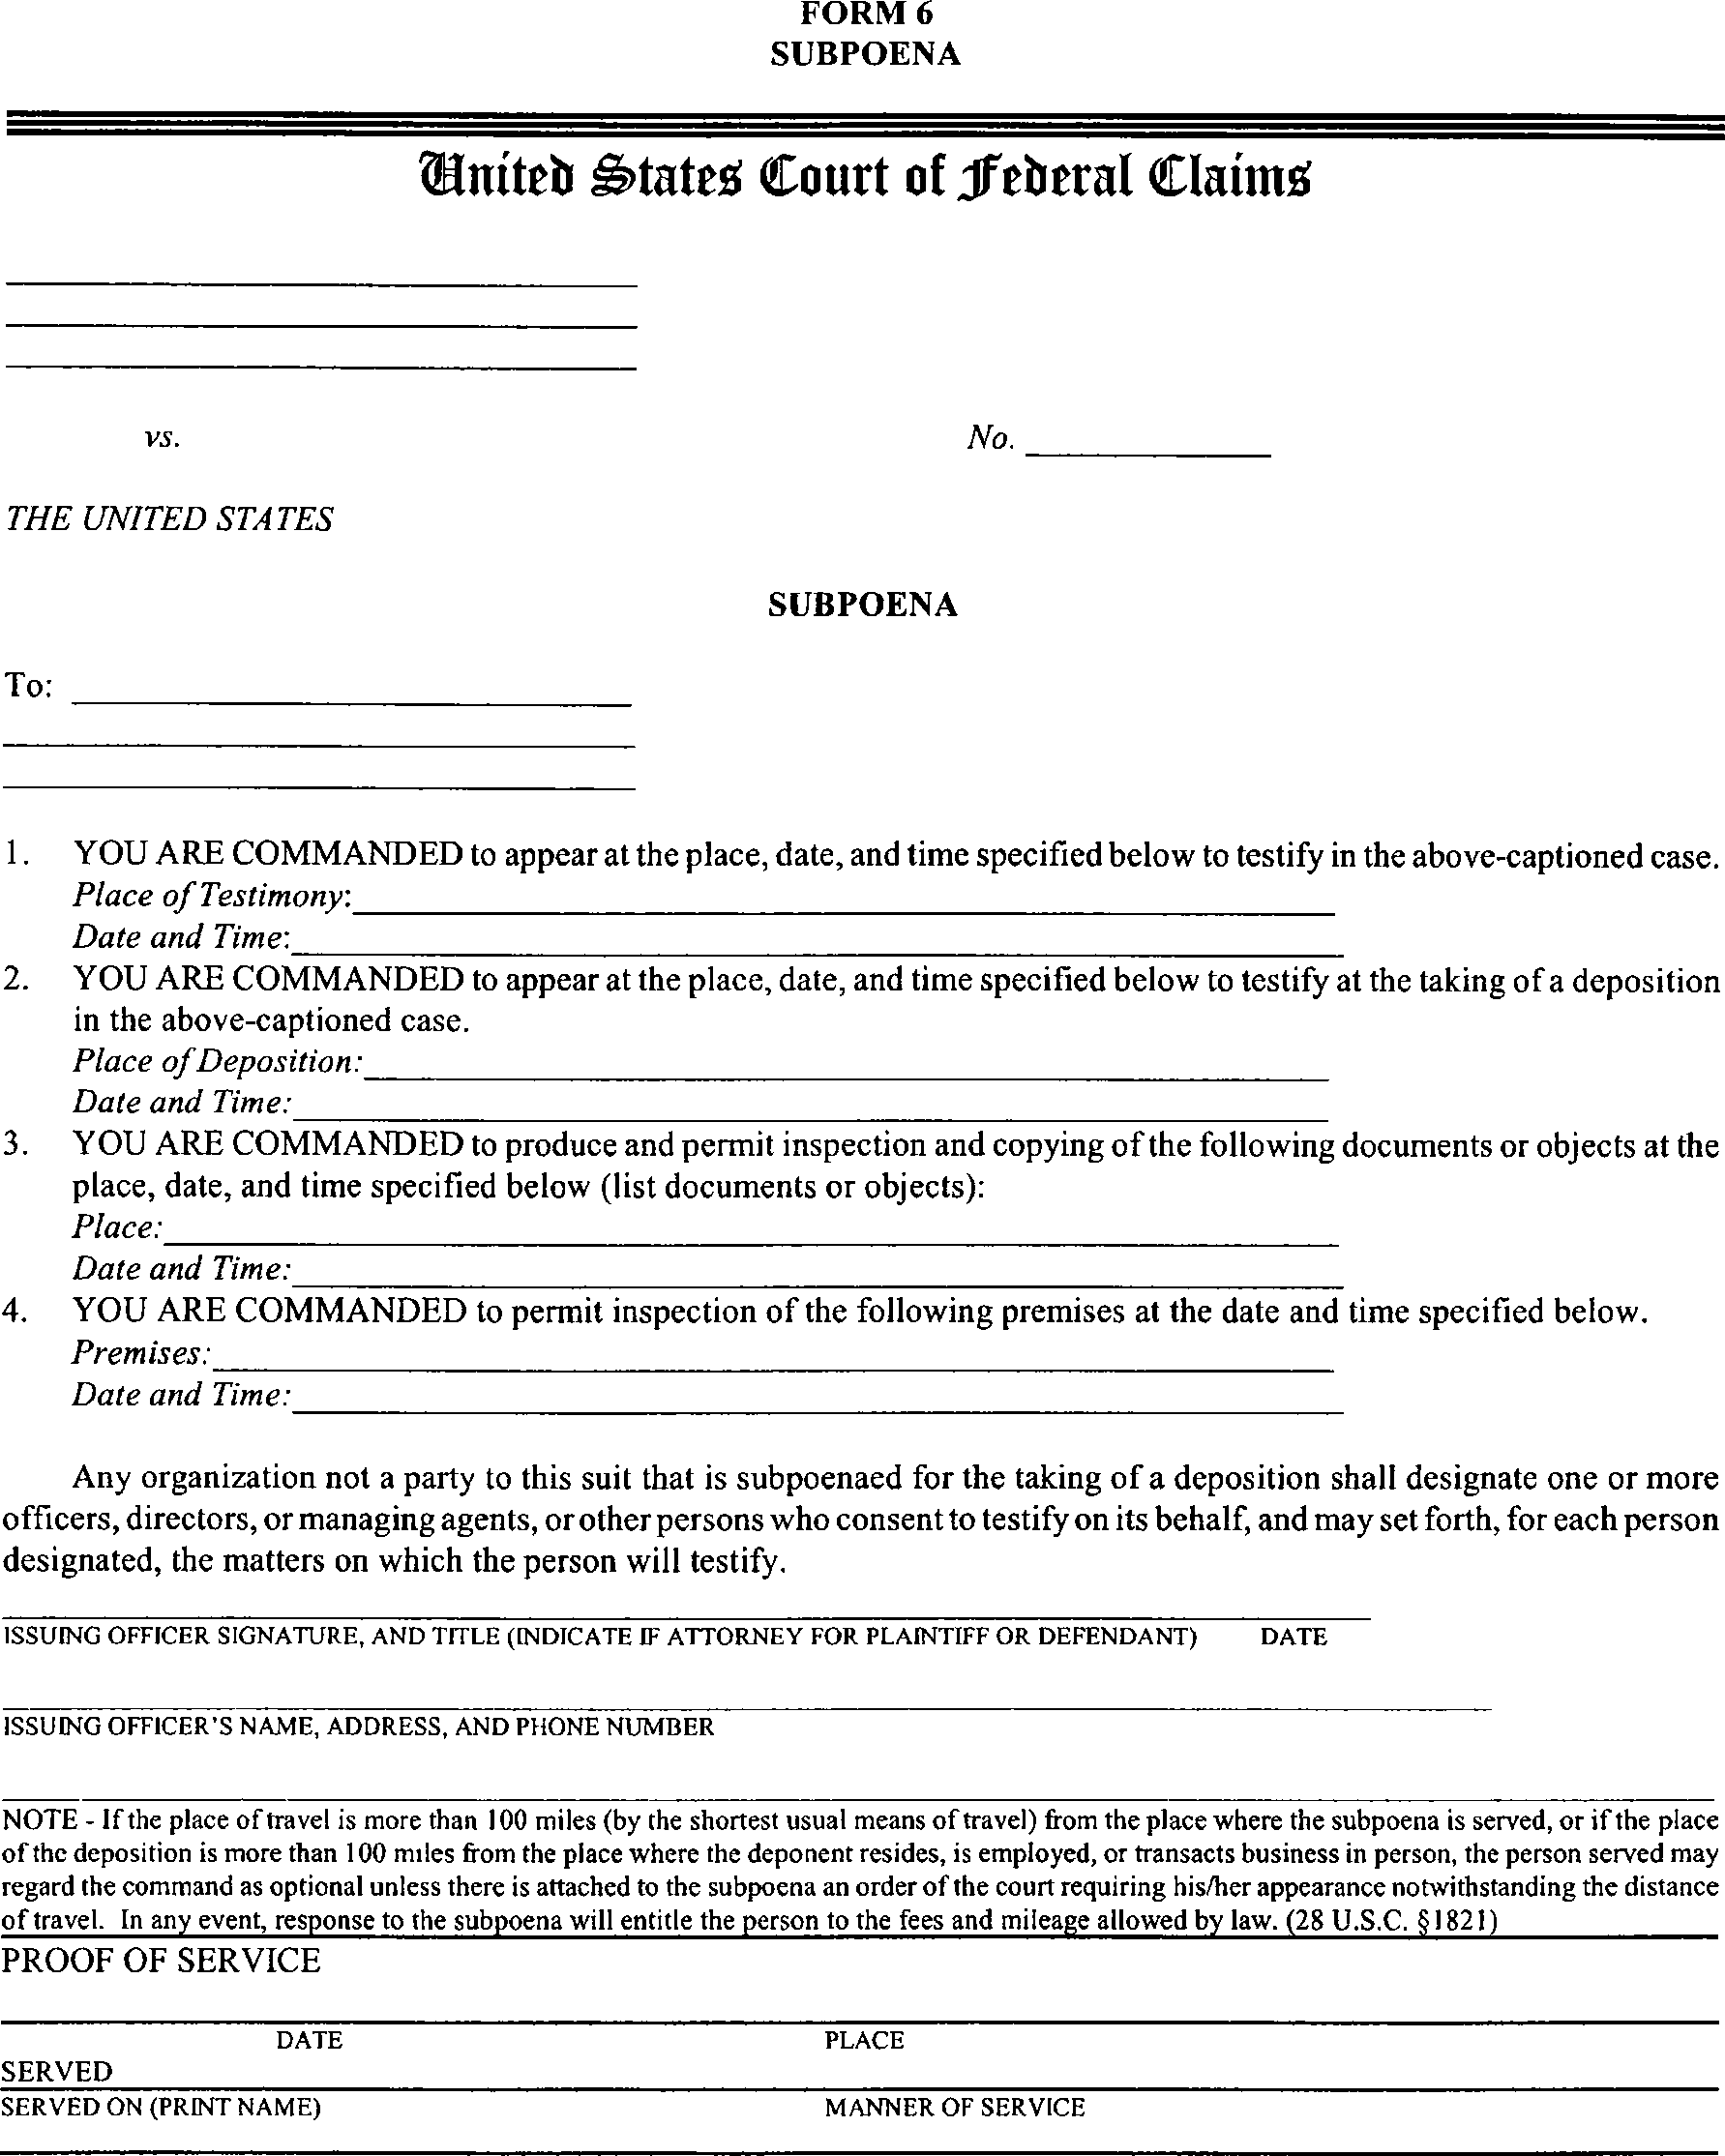 FORM 6
SUBPOENA
United States Court of Federal Claims
vs.
No.
THE UNITED STATES
SUBPOENA
To:
1. YOU ARE COMMANDED to appear at the place, date, and time specified below to testify in the above-captioned case.
Place of Testimony:
Date and Time:
2. YOU ARE COMMANDED to appear at the place, date, and time specified below to testify at the taking of a deposition
in the above-captioned case.
Place of Deposition:
Date and Time:
3. YOU ARE COMMANDED to produce and permit inspection and copying of the following documents or objects at the
place, date, and time specified below (list documents or objects):
Place:
Date and Time:
4. YOU ARE COMMANDED to permit inspection of the following premises at the date and time specified below.
Premises:
Date and Time:
Any organization not a party to this suit that is subpoenaed for the taking of a deposition shall designate one or more
officers, directors, or managing agents, or other persons who consent to testify on its behalf, and may set forth, for each person
designated, the matters on which the person will testify.
ISSUING OFFICER SIGNATURE, AND TITLE (INDICATE IF ATTORNEY FOR PLAINTIFF OR DEFENDANT) DATE
ISSUING OFFICER'S NAME, ADDRESS, AND PHONE NUMBER
NOTE - If the place of travel is more than 100 miles (by the shortest usual means of travel) from the place where the subpoena is served, or if the place
of the deposition is more than 100 miles from the place where the deponent resides, is employed, or transacts business in person, the person served may
regard the command as optional unless there is attached to the subpoena an order of the court requiring his/her appearance notwithstanding the distance
of travel. In any event, response to the subpoena will entitle the person to the fees and mileage allowed by law. (28 U.S.C. §1821)
PROOF OF SERVICE
DATE PLACE
SERVED
SERVED ON (PRINT NAME) MANNER OF SERVICE